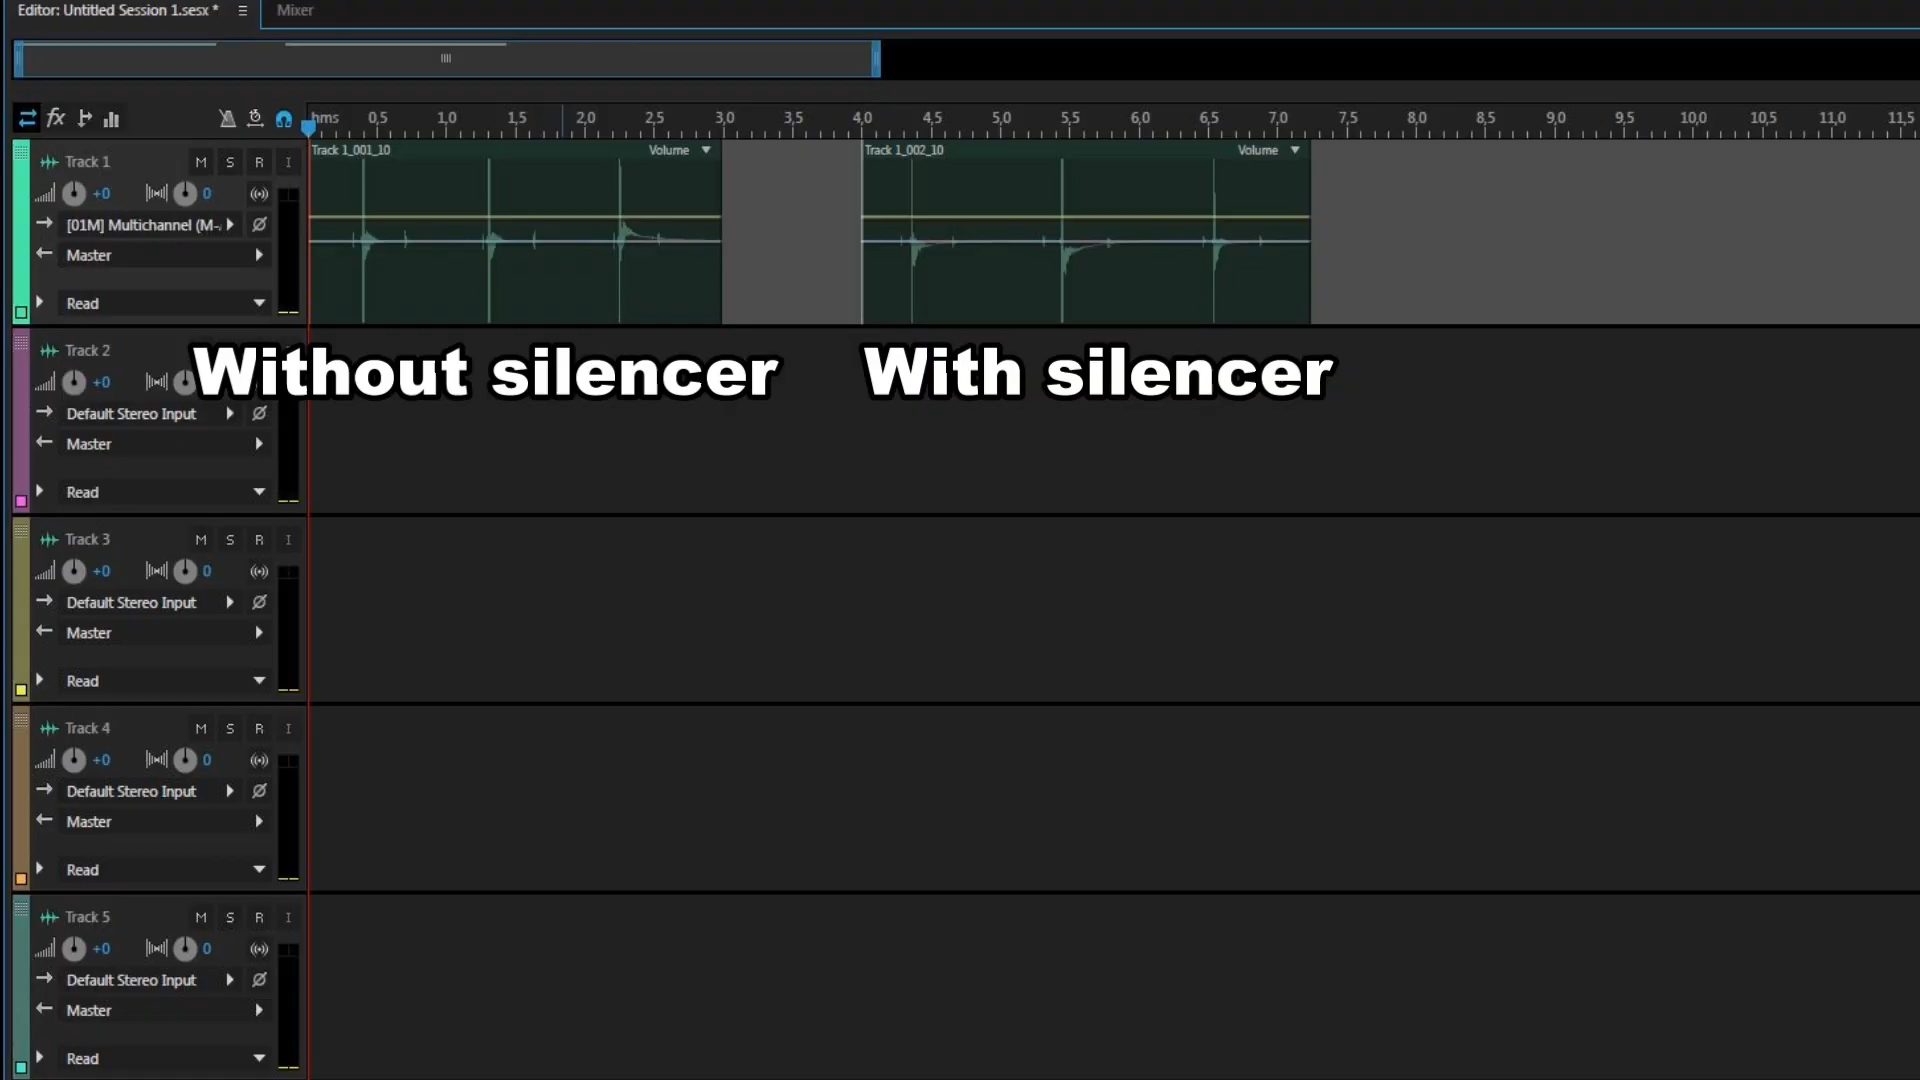 Editor: Untitled Session 1.sesx * ☰ Mixer
fx hms 0,5 1,0 1,5 2,0 2,5 3,0 3,5 4,0 4,5 5,0 5,5 6,0 6,5 7,0 7,5 8,0 8,5 9,0 9,5 10,0 10,5 11,0 11,5
Track 1 M S R I
Track 1_001_10 Volume
Track 1_002_10 Volume
+0 0
[01M] Multichannel (M-
Master
Read
Without silencer
With silencer
Track 2
+0
Default Stereo Input
Master
Read
Track 3 M S R I
+0 0
Default Stereo Input
Master
Read
Track 4 M S R I
+0 0
Default Stereo Input
Master
Read
Track 5 M S R I
+0 0
Default Stereo Input
Master
Read